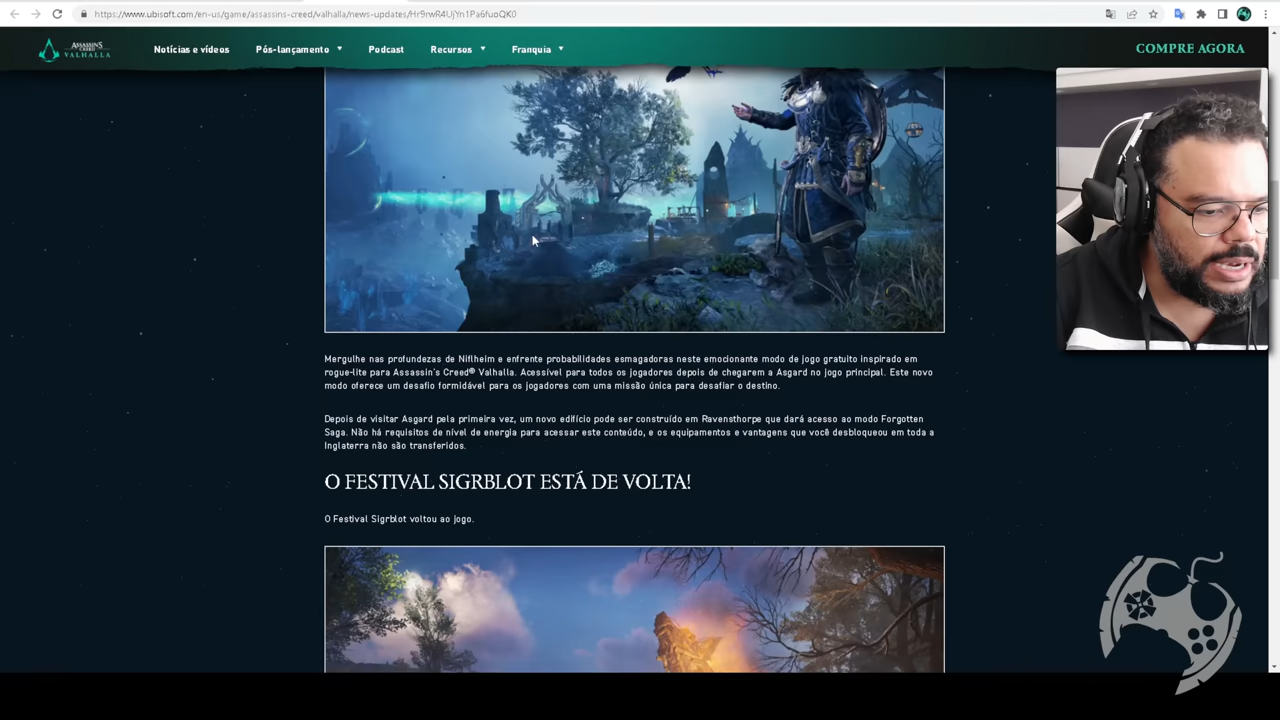 https://www.ubisoft.com/en-us/game/assassins-creed/valhalla/news-updates/Hr9rwR4UjYn1Pa6fuoQK0
ASSASSIN'S CREED
VALHALLA
Notícias e vídeos
Pós-lançamento
Podcast
Recursos
Franquia
COMPRE AGORA
Mergulhe nas profundezas de Niflheim e enfrente probabilidades esmagadoras neste emocionante modo de jogo gratuito inspirado em
rogue-lite para Assassin's Creed® Valhalla. Acessível para todos os jogadores depois de chegarem a Asgard no jogo principal. Este novo
modo oferece um desafio formidável para os jogadores com uma missão única para desafiar o destino.
Depois de visitar Asgard pela primeira vez, um novo edifício pode ser construído em Ravensthorpe que dará acesso ao modo Forgotten
Saga. Não há requisitos de nível de energia para acessar este conteúdo, e os equipamentos e vantagens que você desbloqueou em toda a
Inglaterra não são transferidos.
O FESTIVAL SIGRBLOT ESTÁ DE VOLTA!
O Festival Sigrblot voltou ao jogo.